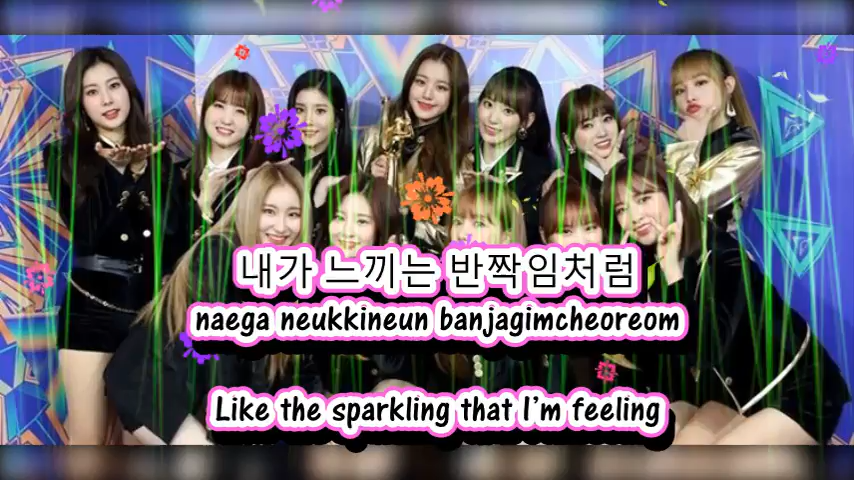 내가 느끼는 반짝임처럼
naega neukkineun banjagimcheoreom
Like the sparkling that I'm feeling